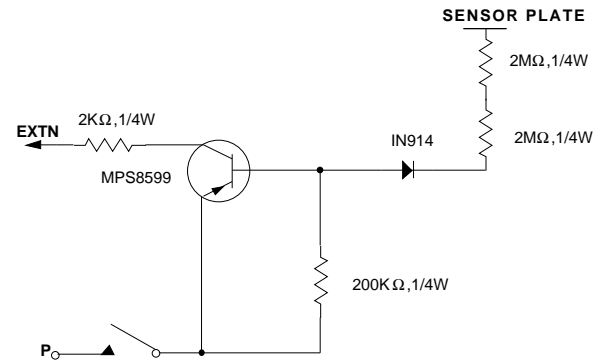 SENSOR PLATE
2MΩ,1/4W
2KΩ,1/4W
EXTN
IN914
2MΩ,1/4W
MPS8599
200KΩ,1/4W
P